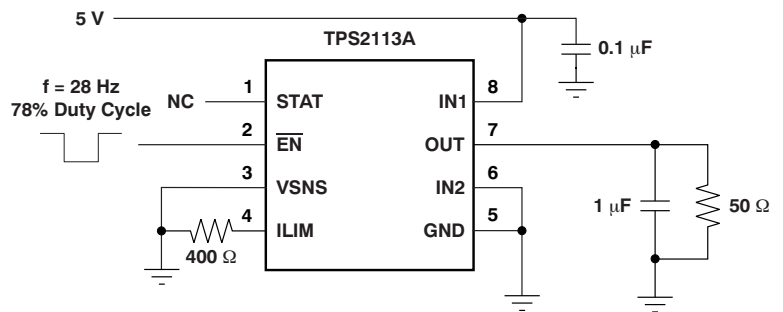 5 V
TPS2113A
0.1 µF
f = 28 Hz
78% Duty Cycle
NC
1
STAT
IN1
8
2
EN
OUT
7
3
VSNS
IN2
6
4
ILIM
GND
5
400 Ω
1 µF
50 Ω